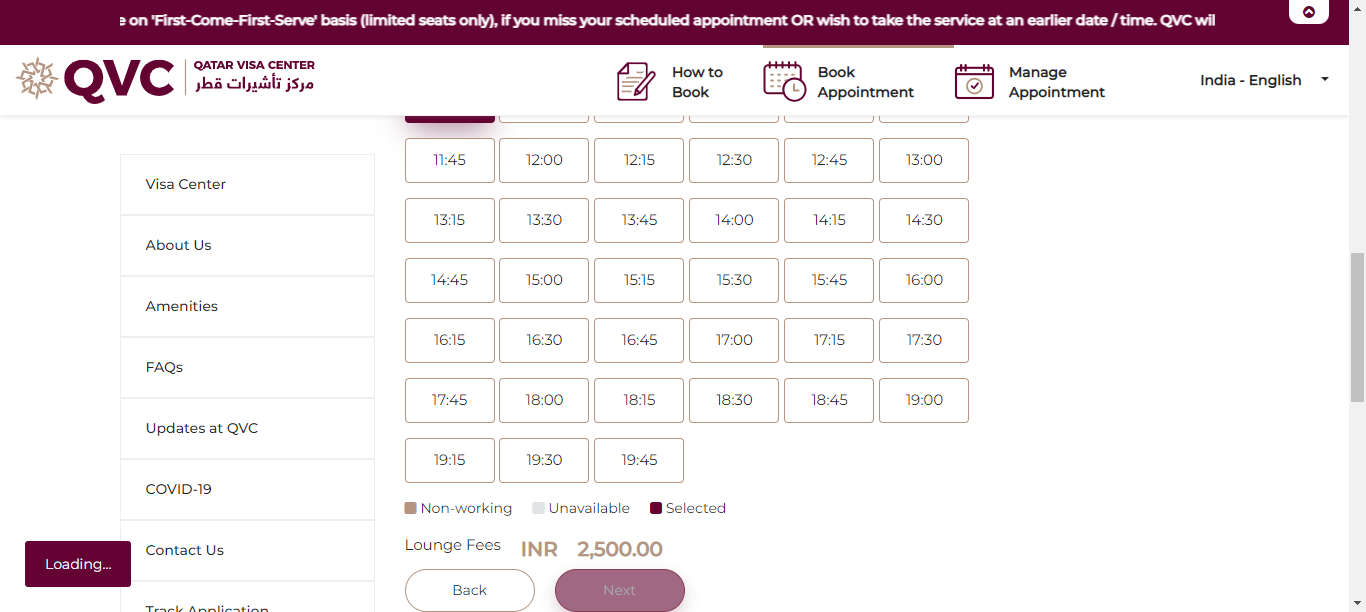 on 'First-Come-First-Serve' basis (limited seats only), if you miss your scheduled appointment OR wish to take the service at an earlier date / time. QVC wil
QVC
QATAR VISA CENTER
مركز تأشيرات قطر
How to
Book
Book
Appointment
Manage
Appointment
India - English
Visa Center
About Us
Amenities
FAQs
Updates at QVC
COVID-19
Contact Us
Track Application
11:45 12:00 12:15 12:30 12:45 13:00
13:15 13:30 13:45 14:00 14:15 14:30
14:45 15:00 15:15 15:30 15:45 16:00
16:15 16:30 16:45 17:00 17:15 17:30
17:45 18:00 18:15 18:30 18:45 19:00
19:15 19:30 19:45
Non-working Unavailable Selected
Lounge Fees INR 2,500.00
Back Next
Loading...